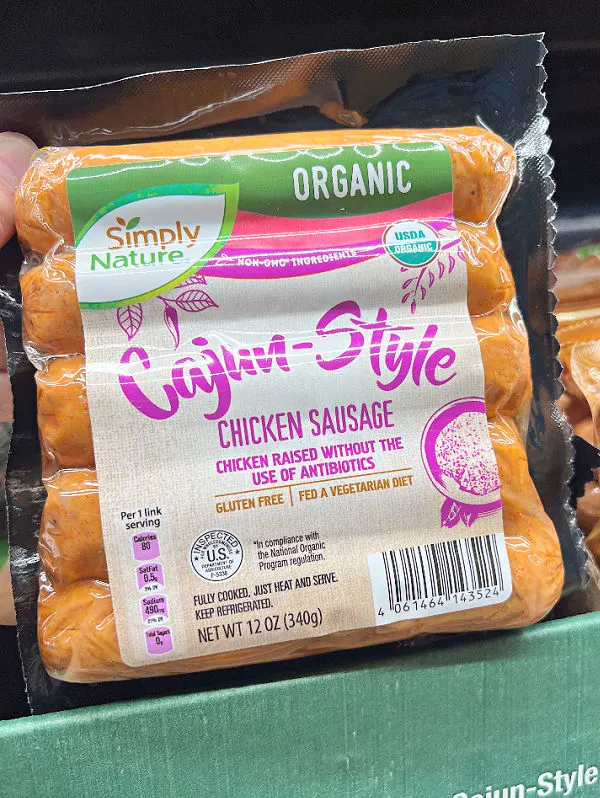 ORGANIC
Simply
Nature
NON-GMO* INGREDIENTS
USDA
ORGANIC
Cajun-Style
CHICKEN SAUSAGE
CHICKEN RAISED WITHOUT THE
USE OF ANTIBIOTICS
GLUTEN FREE | FED A VEGETARIAN DIET
Per 1 link
serving
Calories
80
Sat Fat
0.5g
Sodium
490mg
Total Sugars
0g
INSPECTED
U.S.
DEPARTMENT OF
AGRICULTURE
*In compliance with
the National Organic
Program regulation.
FULLY COOKED. JUST HEAT AND SERVE.
KEEP REFRIGERATED.
NET WT 12 OZ (340g)
4 061464 143524
Cajun-Style